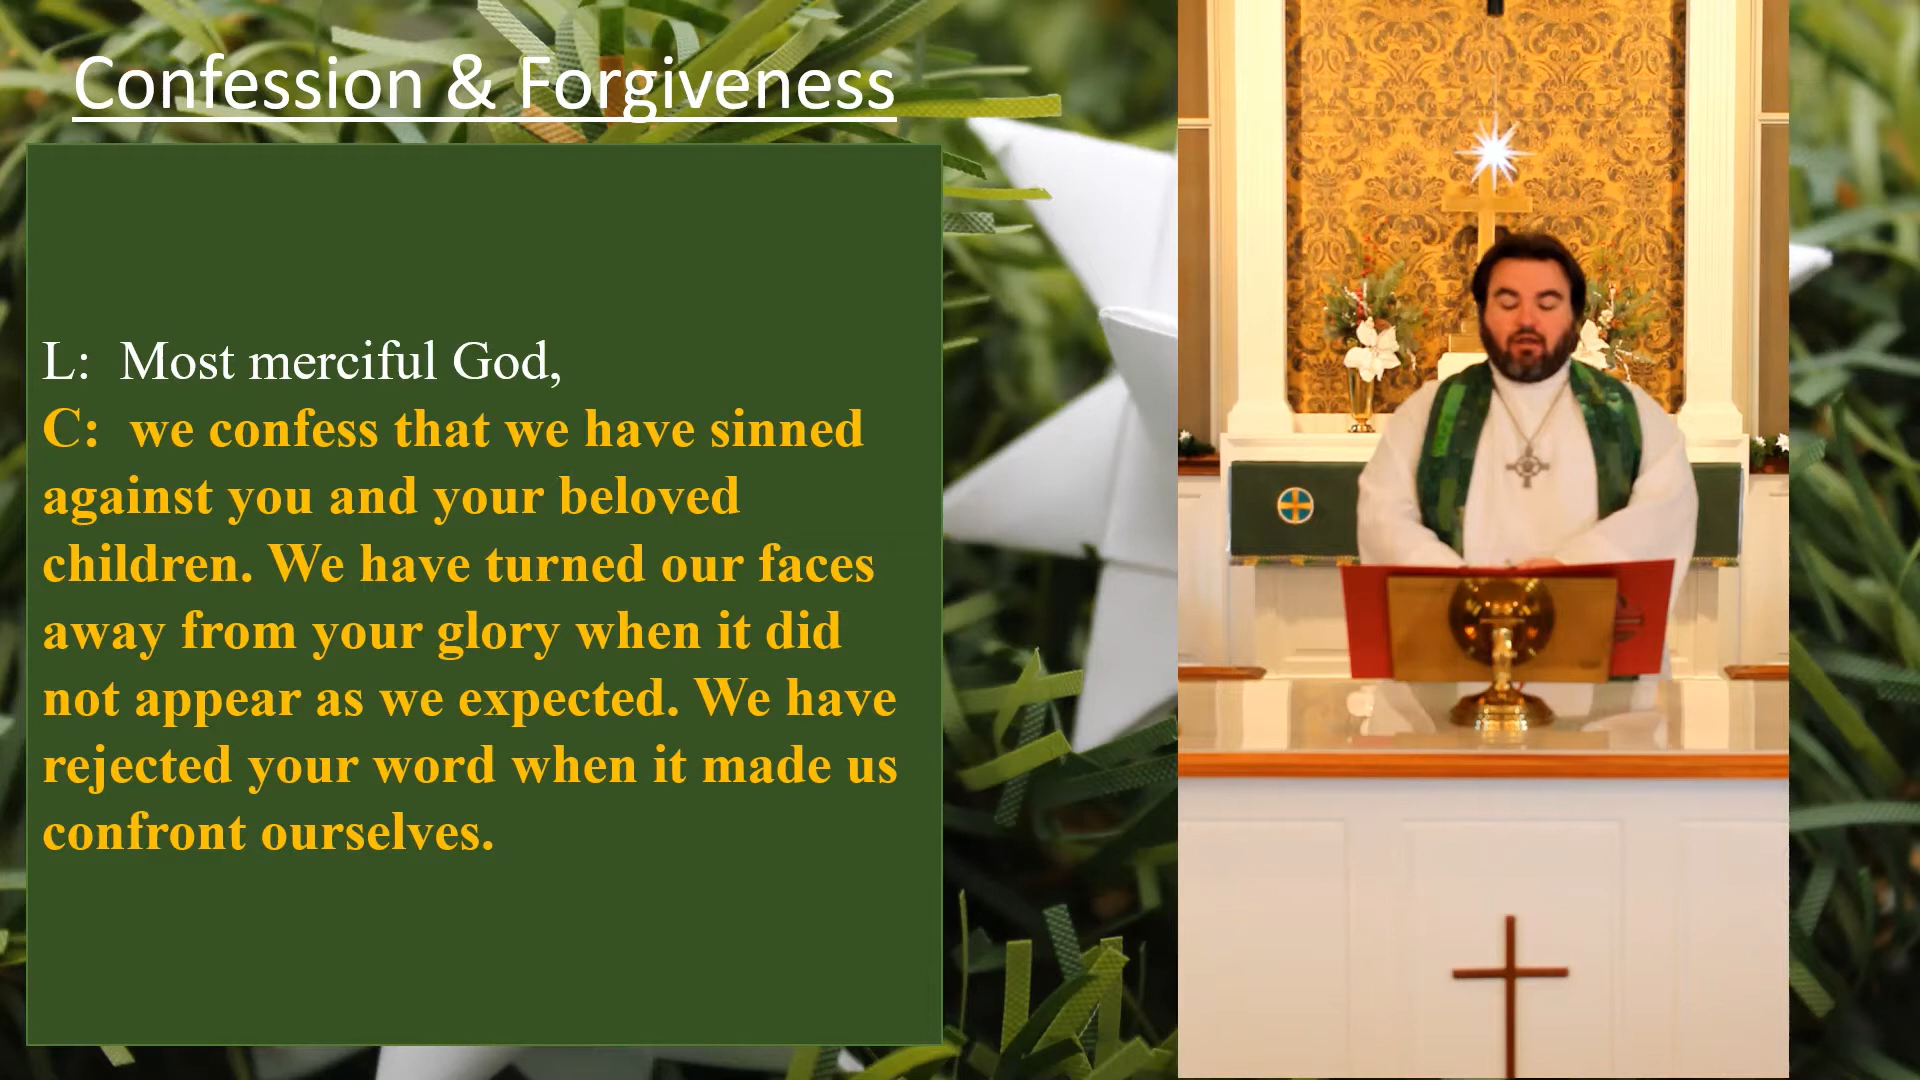 Confession & Forgiveness
L:  Most merciful God,
C:  we confess that we have sinned
against you and your beloved
children. We have turned our faces
away from your glory when it did
not appear as we expected. We have
rejected your word when it made us
confront ourselves.